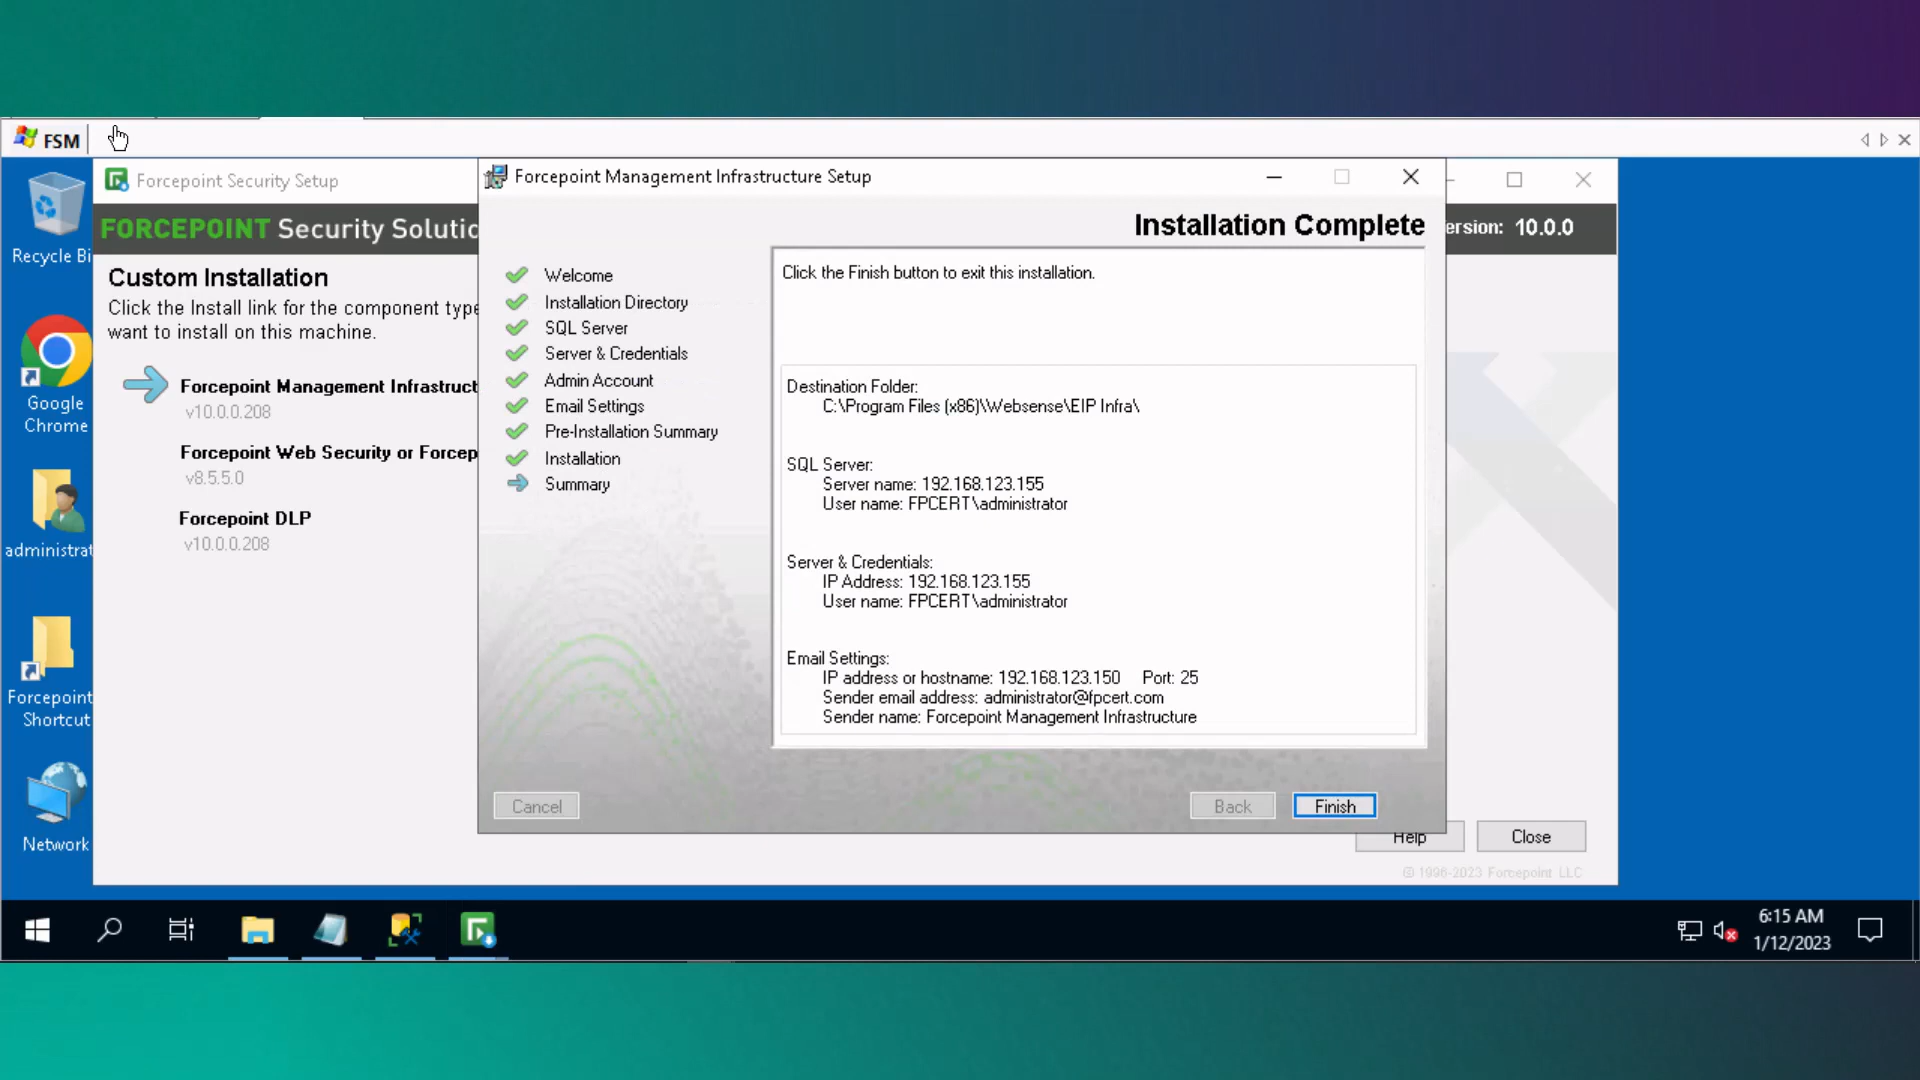 FSM
Recycle Bi
Google
Chrome
administrat
Forcepoint
Shortcut
Network
Forcepoint Security Setup
FORCEPOINT Security Solutio
ersion: 10.0.0
Custom Installation
Click the Install link for the component type
want to install on this machine.
Forcepoint Management Infrastruct
v10.0.0.208
Forcepoint Web Security or Forcep
v8.5.5.0
Forcepoint DLP
v10.0.0.208
Forcepoint Management Infrastructure Setup
Installation Complete
Welcome
Installation Directory
SQL Server
Server & Credentials
Admin Account
Email Settings
Pre-Installation Summary
Installation
Summary
Click the Finish button to exit this installation.
Destination Folder:
C:\Program Files (x86)\Websense\EIP Infra\
SQL Server:
Server name: 192.168.123.155
User name: FPCERT\administrator
Server & Credentials:
IP Address: 192.168.123.155
User name: FPCERT\administrator
Email Settings:
IP address or hostname: 192.168.123.150 Port: 25
Sender email address: administrator@fpcert.com
Sender name: Forcepoint Management Infrastructure
Cancel
Back
Finish
Help
Close
© 1996-2023 Forcepoint LLC
6:15 AM
1/12/2023